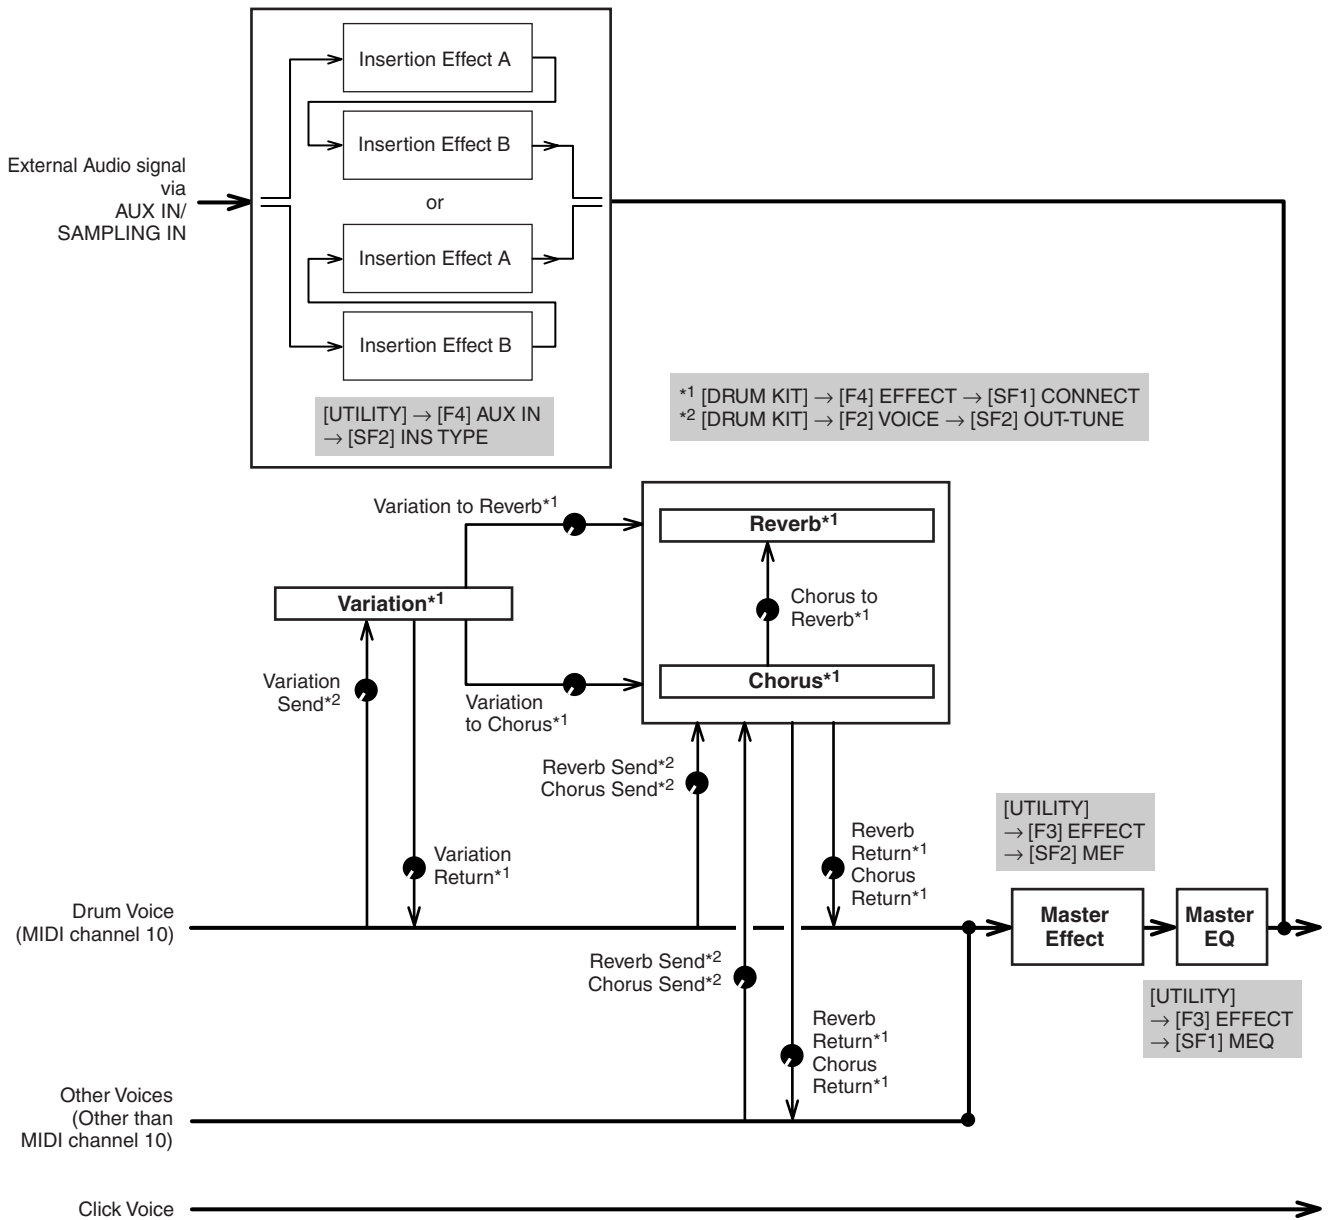 Insertion Effect A
Insertion Effect B
External Audio signal
via
AUX IN/
SAMPLING IN
or
Insertion Effect A
Insertion Effect B
[UTILITY] → [F4] AUX IN
→ [SF2] INS TYPE
*1 [DRUM KIT] → [F4] EFFECT → [SF1] CONNECT
*2 [DRUM KIT] → [F2] VOICE → [SF2] OUT-TUNE
Variation to Reverb*1
Reverb*1
Variation*1
Chorus to
Reverb*1
Variation
Send*2
Chorus*1
Variation
to Chorus*1
Reverb Send*2
Chorus Send*2
Variation
Return*1
Reverb
Return*1
Chorus
Return*1
[UTILITY]
→ [F3] EFFECT
→ [SF2] MEF
Drum Voice
(MIDI channel 10)
Master
Effect
Master
EQ
Reverb Send*2
Chorus Send*2
Reverb
Return*1
Chorus
Return*1
[UTILITY]
→ [F3] EFFECT
→ [SF1] MEQ
Other Voices
(Other than
MIDI channel 10)
Click Voice